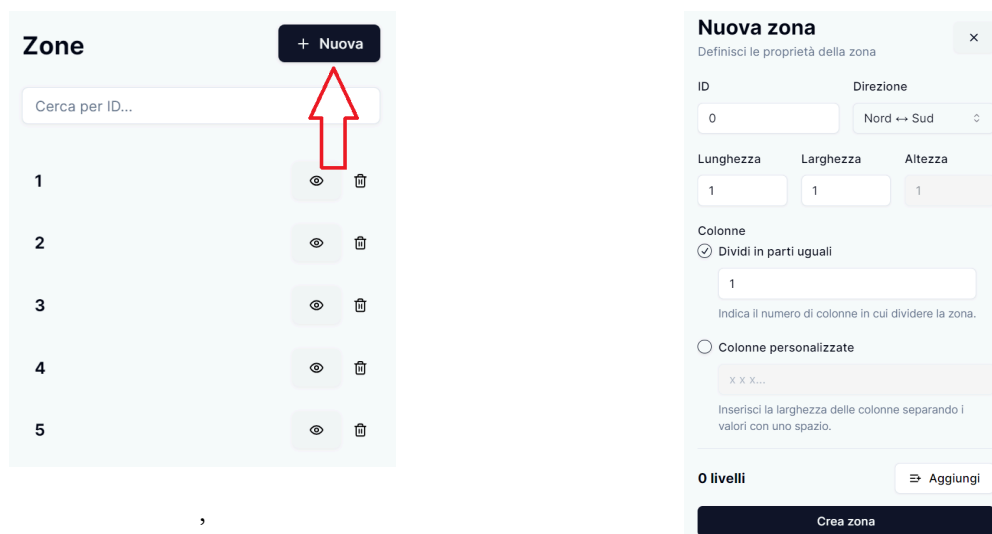 Zone
+ Nuova
Cerca per ID...
1
2
3
4
5
,
Nuova zona
Definisci le proprietà della zona
ID
Direzione
0
Nord ↔ Sud
Lunghezza
Larghezza
Altezza
1
1
1
Colonne
Dividi in parti uguali
1
Indica il numero di colonne in cui dividere la zona.
Colonne personalizzate
x x x...
Inserisci la larghezza delle colonne separando i
valori con uno spazio.
0 livelli
Aggiungi
Crea zona